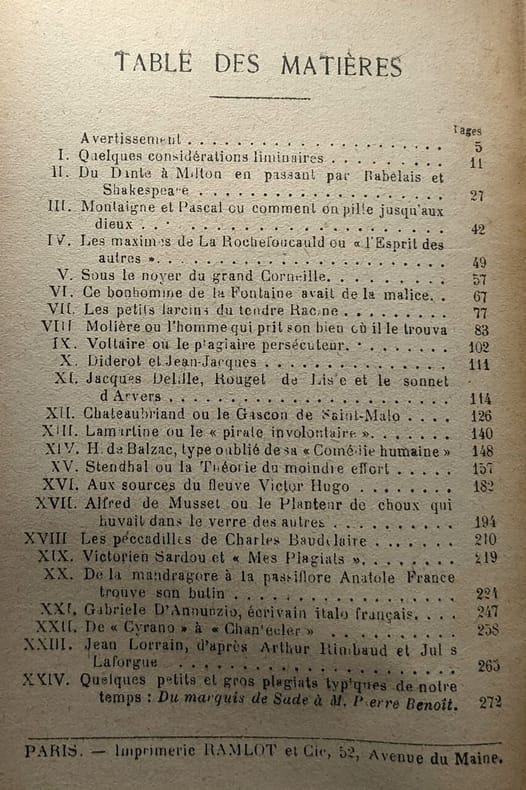 TABLE DES MATIÈRES
Pages
Avertissement . . . . . . . . . . . . . . . . . . . . 5
I. Quelques considérations liminaires . . . . . . . . . 11
II. Du Dante à Milton en passant par Rabelais et
Shakespeare . . . . . . . . . . . . . . . . . . . 27
III. Montaigne et Pascal ou comment on pille jusqu'aux
dieux . . . . . . . . . . . . . . . . . . . . . . 42
IV. Les maximes de La Rochefoucauld ou « l'Esprit des
autres ». . . . . . . . . . . . . . . . . . . . . 49
V. Sous le noyer du grand Corneille. . . . . . . . . 57
VI. Ce bonhomme de la Fontaine avait de la malice. . 67
VII. Les petits larcins du tendre Racine . . . . . . . . 77
VIII Molière ou l'homme qui prit son bien où il le trouva 83
IX. Voltaire ou le plagiaire persécuteur. . . . . . . . . 102
X. Diderot et Jean-Jacques . . . . . . . . . . . . . . 111
XI. Jacques Delille, Rouget de Lisle et le sonnet
d'Arvers . . . . . . . . . . . . . . . . . . . . . 114
XII. Chateaubriand ou le Gascon de Saint-Malo . . . . 126
XIII. Lamartine ou le « pirate involontaire ». . . . . . . 140
XIV. H. de Balzac, type oublié de sa « Comédie humaine » 148
XV. Stendhal ou la Théorie du moindre effort . . . . . 157
XVI. Aux sources du fleuve Victor Hugo . . . . . . . . 182
XVII. Alfred de Musset ou le Planteur de choux qui
buvait dans le verre des autres . . . . . . . . . . 194
XVIII Les peccadilles de Charles Baudelaire . . . . . . . 210
XIX. Victorien Sardou et « Mes Plagiats ». . . . . . . . 219
XX. De la mandragore à la passiflore Anatole France
trouve son butin . . . . . . . . . . . . . . . . . 221
XXI. Gabriele D'Annunzio, écrivain italo français. . . . 247
XXII. De « Cyrano » à « Chantecler » . . . . . . . . . . 258
XXIII. Jean Lorrain, d'après Arthur Rimbaud et Jules
Laforgue . . . . . . . . . . . . . . . . . . . . . 265
XXIV. Quelques petits et gros plagiats typiques de notre
temps : Du marquis de Sade à M. Pierre Benoît. 272
PARIS. — Imprimerie RAMLOT et Cie, 52, Avenue du Maine.